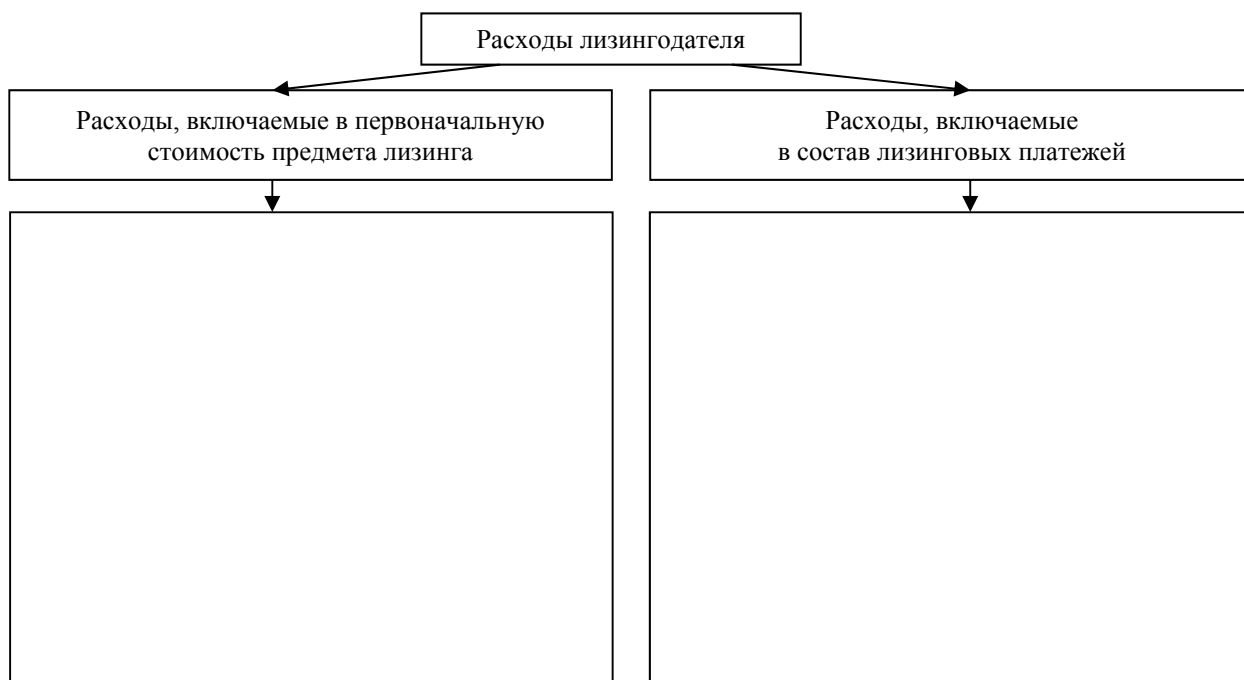 Расходы лизингодателя
Расходы, включаемые в первоначальную
стоимость предмета лизинга
Расходы, включаемые
в состав лизинговых платежей